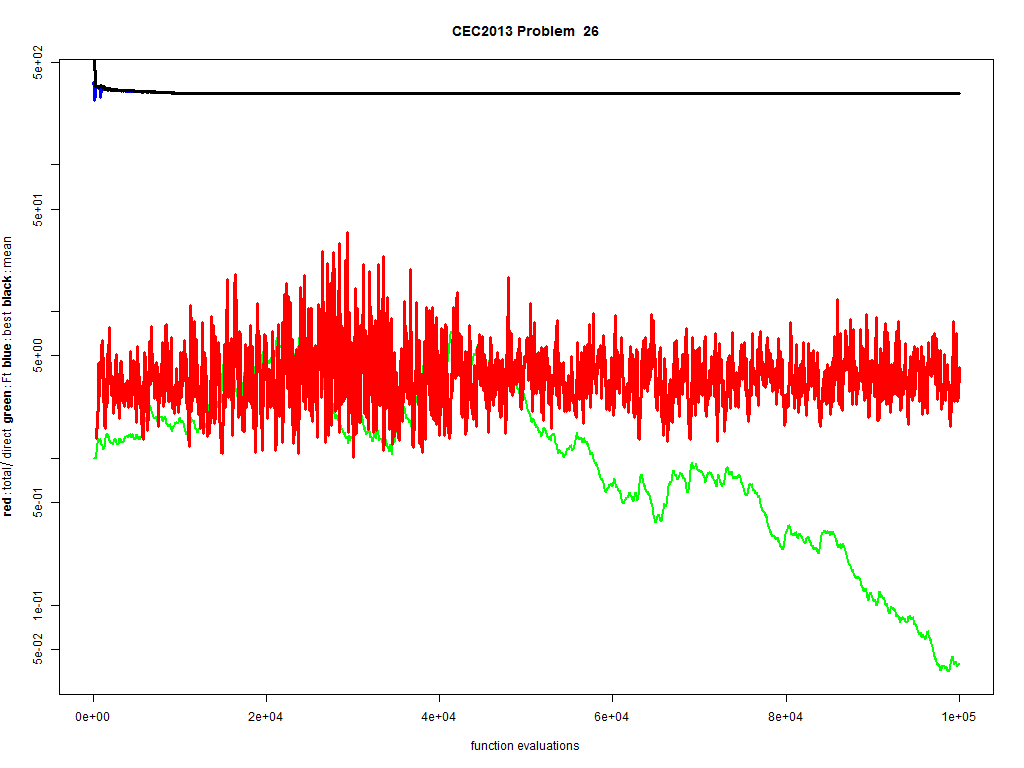 CEC2013 Problem  26
5e+02
5e+01
5e+00
5e-01
1e-01
5e-02
red : total/ direct green : Ft blue : best black : mean
0e+00 2e+04 4e+04 6e+04 8e+04 1e+05
function evaluations